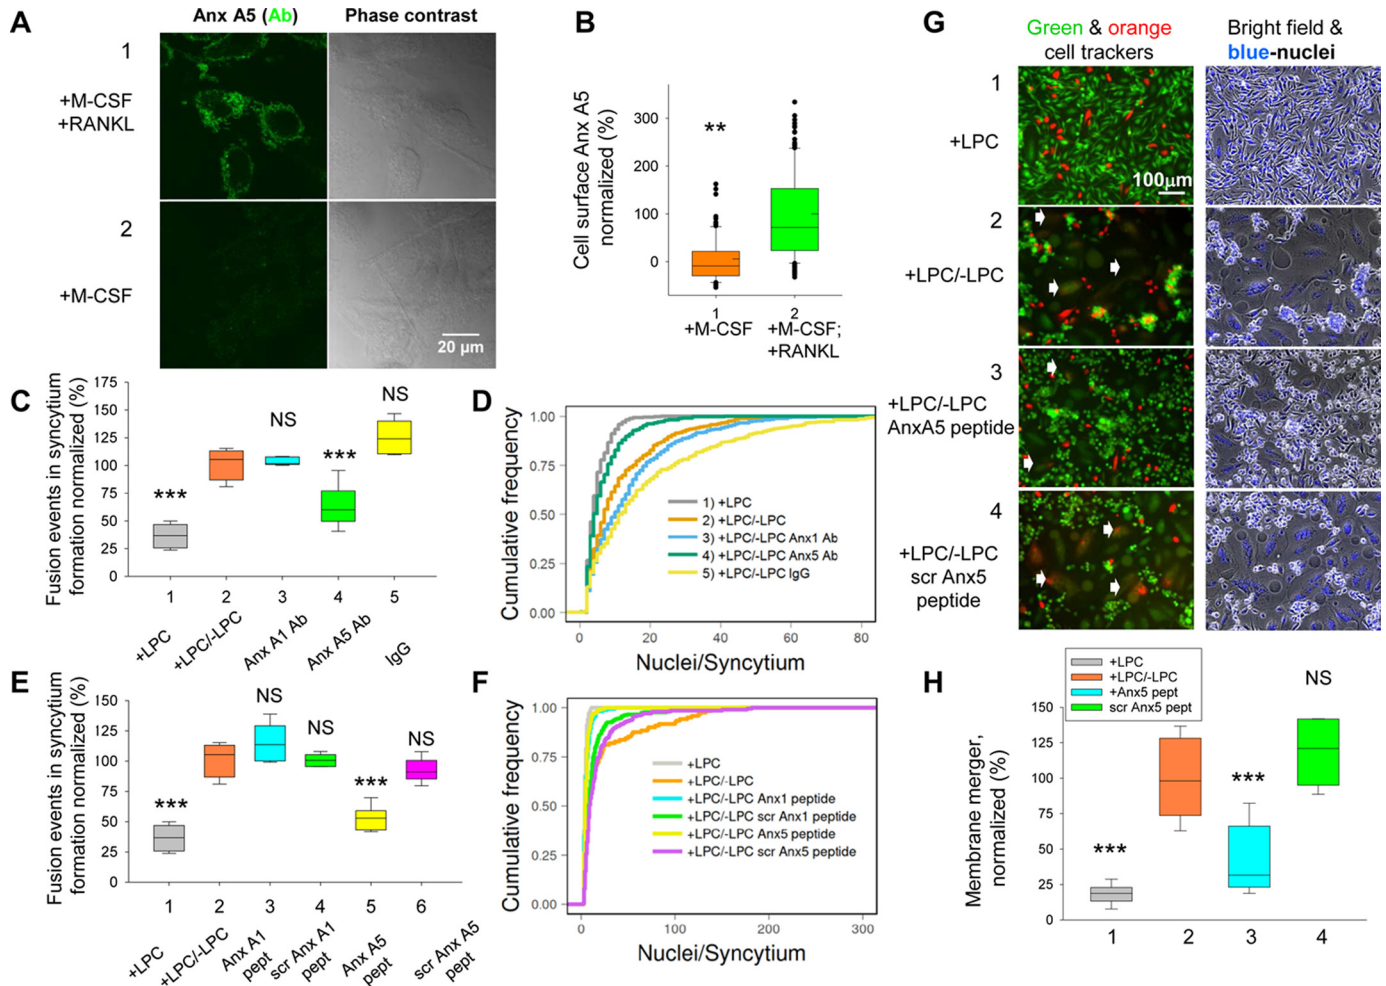 A
Anx A5 (Ab)
Phase contrast
1
+M-CSF
+RANKL
2
+M-CSF
20 µm
B
Cell surface Anx A5
normalized (%)
300
200
100
0
**
1
2
+M-CSF
+M-CSF;
+RANKL
C
Fusion events in syncytium
formation normalized (%)
175
150
125
100
75
50
25
0
***
NS
***
NS
1
2
3
4
5
+LPC
+LPC/-LPC
Anx A1 Ab
Anx A5 Ab
IgG
D
Cumulative frequency
1.00
0.75
0.50
0.25
0.00
1) +LPC
2) +LPC/-LPC
3) +LPC/-LPC Anx1 Ab
4) +LPC/-LPC Anx5 Ab
5) +LPC/-LPC IgG
0
20
40
60
80
Nuclei/Syncytium
E
Fusion events in syncytium
formation normalized (%)
150
125
100
75
50
25
0
***
NS
NS
***
NS
1
2
3
4
5
6
+LPC
+LPC/-LPC
Anx A1
pept
scr Anx A1
pept
Anx A5
pept
scr Anx A5
pept
F
Cumulative frequency
1.00
0.75
0.50
0.25
0.00
+LPC
+LPC/-LPC
+LPC/-LPC Anx1 peptide
+LPC/-LPC scr Anx1 peptide
+LPC/-LPC Anx5 peptide
+LPC/-LPC scr Anx5 peptide
0
100
200
300
Nuclei/Syncytium
G
Green & orange
cell trackers
Bright field &
blue-nuclei
1
+LPC
100µm
2
+LPC/-LPC
3
+LPC/-LPC
AnxA5 peptide
4
+LPC/-LPC
scr Anx5
peptide
H
+LPC
+LPC/-LPC
+Anx5 pept
scr Anx5 pept
Membrane merger,
normalized (%)
150
125
100
75
50
25
0
***
***
NS
1
2
3
4